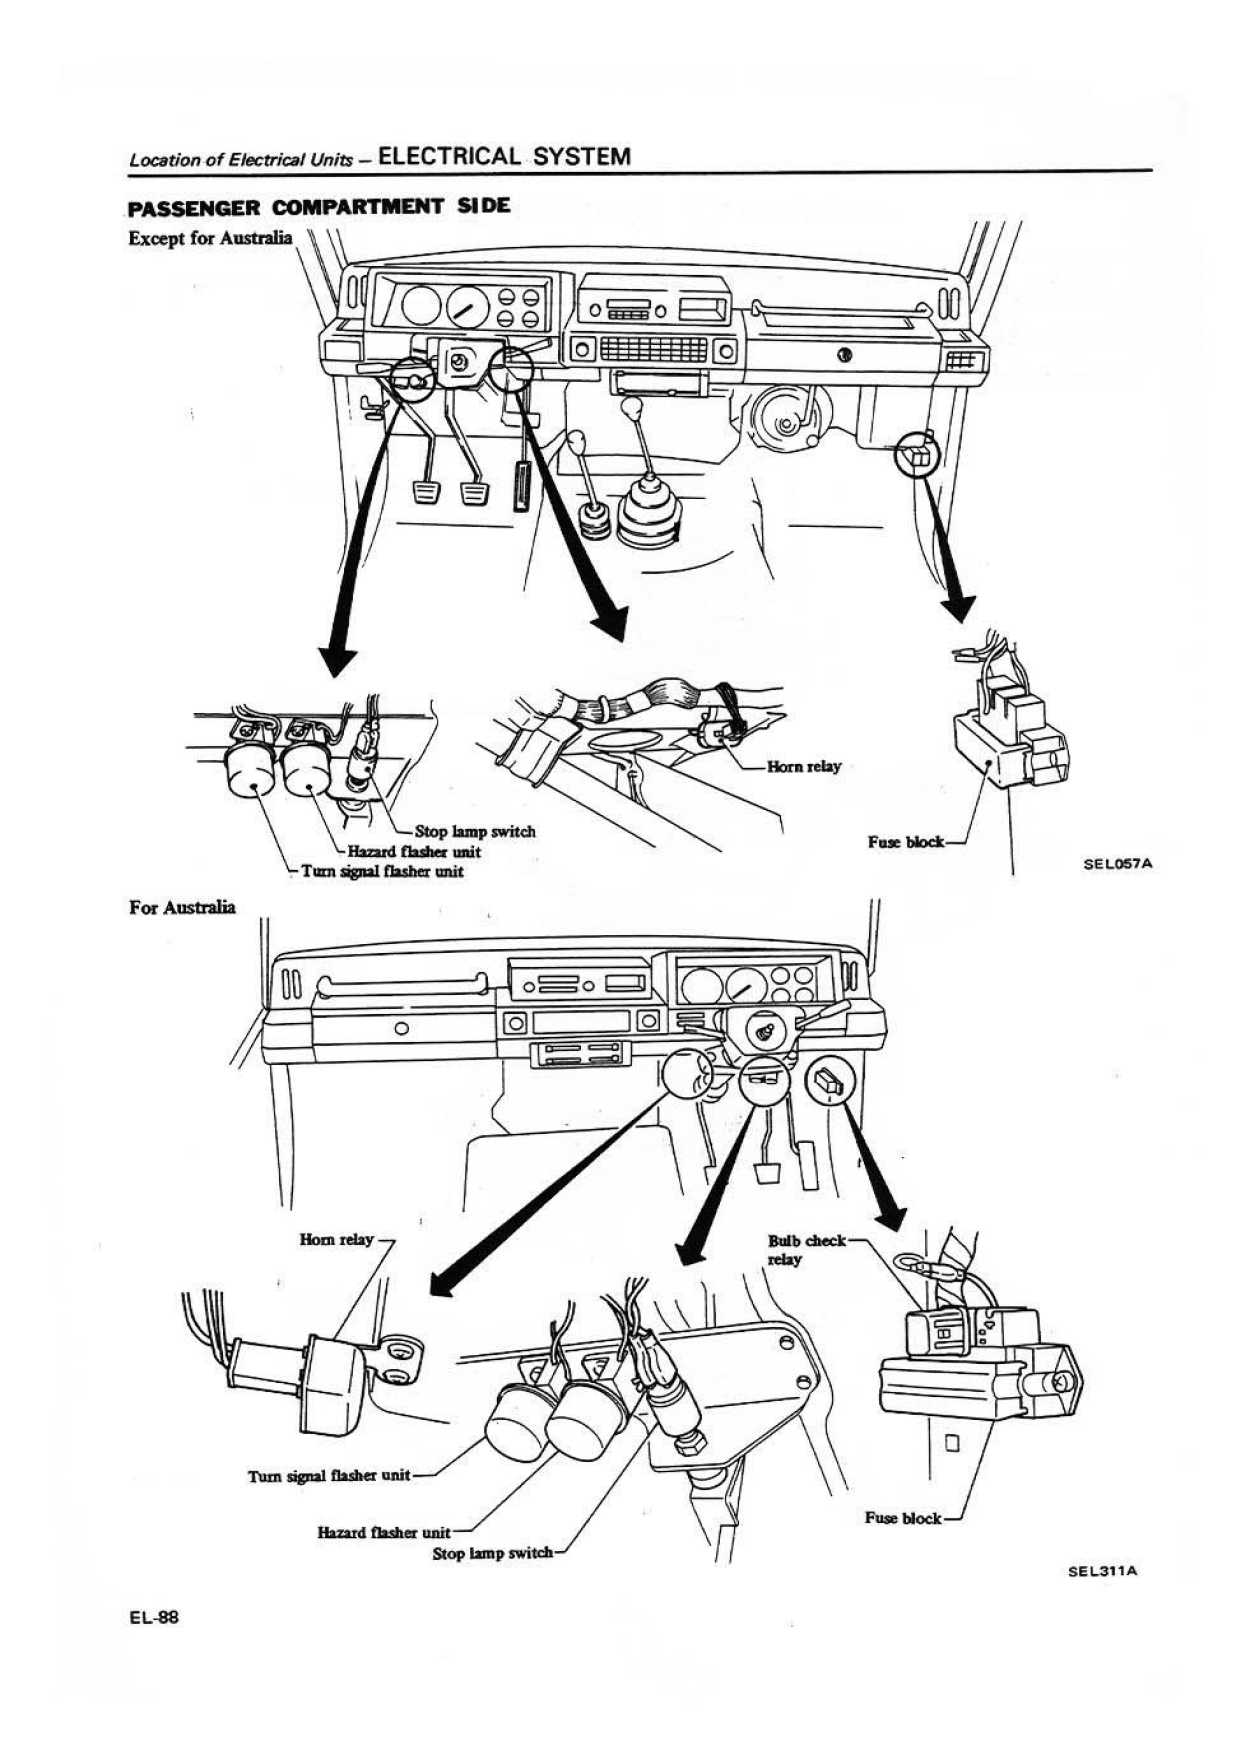 Location of Electrical Units – ELECTRICAL SYSTEM
PASSENGER COMPARTMENT SIDE
Except for Australia
Horn relay
Stop lamp switch
Hazard flasher unit
Turn signal flasher unit
Fuse block
SEL057A
For Australia
Horn relay
Bulb check
relay
Turn signal flasher unit
Hazard flasher unit
Stop lamp switch
Fuse block
SEL311A
EL-88